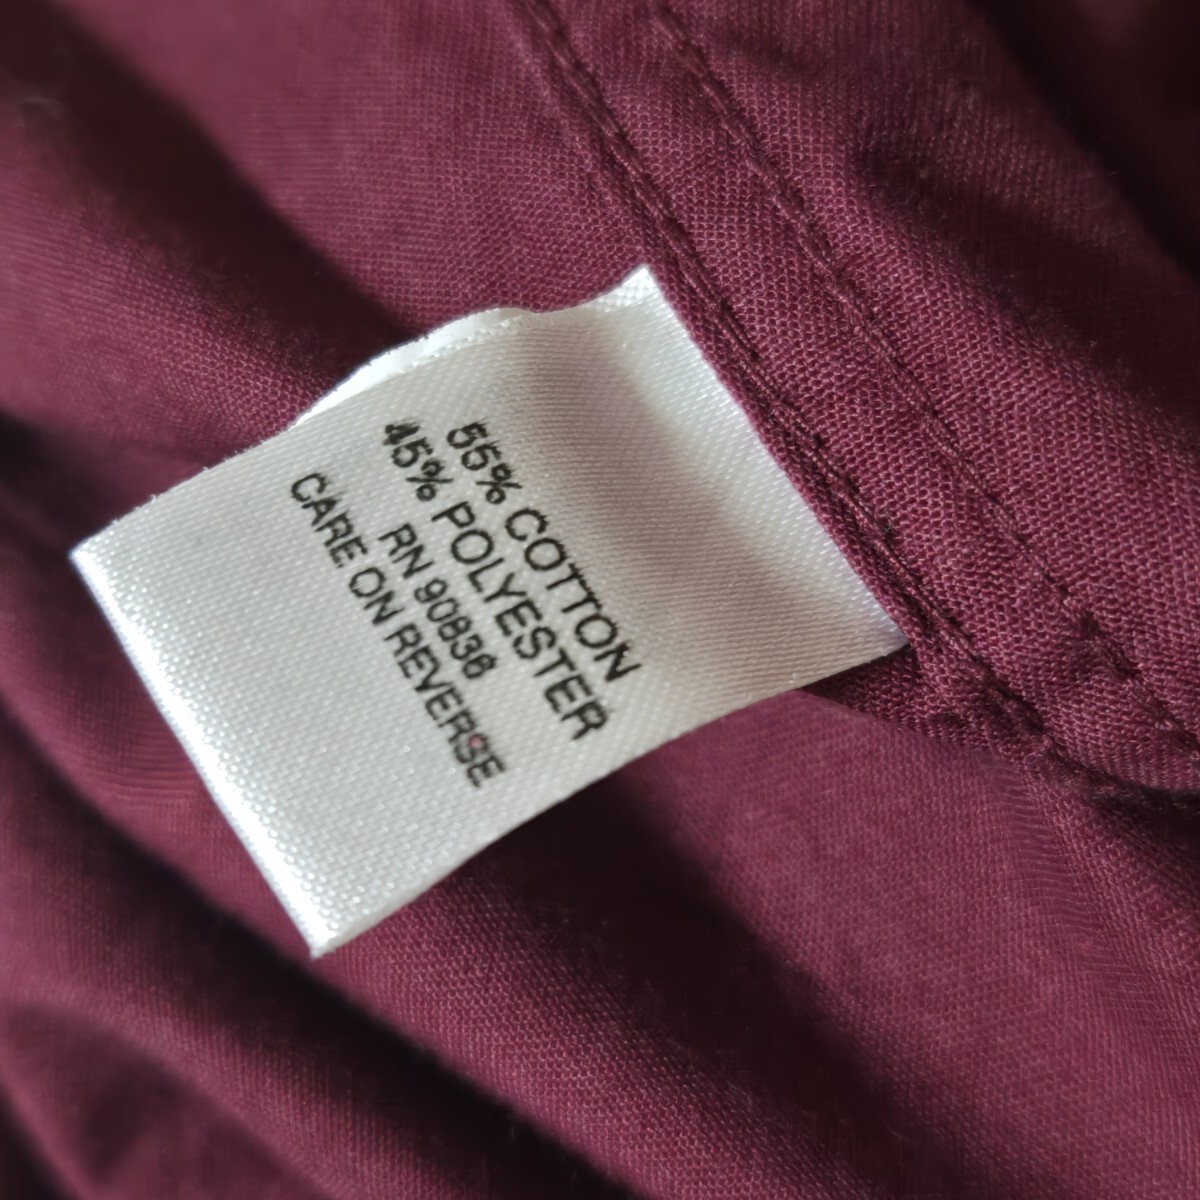 55% COTTON
45% POLYESTER
RN 90836
CARE ON REVERSE